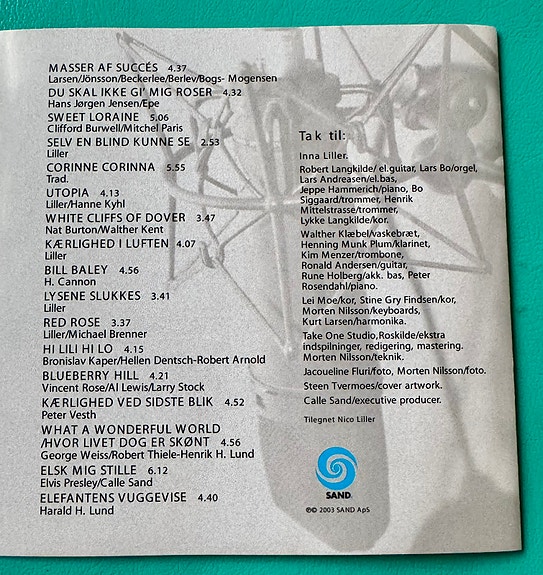 MASSER AF SUCCÉS 4.37
Larsen/Jönsson/Beckerlee/Berlev/Bogs- Mogensen
DU SKAL IKKE GI' MIG ROSER 4.32
Hans Jørgen Jensen/Epe
SWEET LORAINE 5.06
Clifford Burwell/Mitchel Paris
SELV EN BLIND KUNNE SE 2.53
Liller
CORINNE CORINNA 5.55
Trad.
UTOPIA 4.13
Liller/Hanne Kyhl
WHITE CLIFFS OF DOVER 3.47
Nat Burton/Walther Kent
KÆRLIGHED I LUFTEN 4.07
Liller
BILL BALEY 4.56
H. Cannon
LYSENE SLUKKES 3.41
Liller
RED ROSE 3.37
Liller/Michael Brenner
HI LILI HI LO 4.15
Bronislav Kaper/Hellen Dentsch-Robert Arnold
BLUEBERRY HILL 4.21
Vincent Rose/Al Lewis/Larry Stock
KÆRLIGHED VED SIDSTE BLIK 4.52
Peter Vesth
WHAT A WONDERFUL WORLD
/HVOR LIVET DOG ER SKØNT 4.56
George Weiss/Robert Thiele-Henrik H. Lund
ELSK MIG STILLE 6.12
Elvis Presley/Calle Sand
ELEFANTENS VUGGEVISE 4.40
Harald H. Lund
Tak til:
Inna Liller.
Robert Langkilde/ el.guitar, Lars Bo/orgel,
Lars Andreasen/el.bas,
Jeppe Hammerich/piano, Bo
Siggaard/trommer, Henrik
Mittelstrasse/trommer,
Lykke Langkilde/kor.
Walther Klæbel/vaskebræt,
Henning Munk Plum/klarinet,
Kim Menzer/trombone,
Ronald Andersen/guitar,
Rune Holberg/akk. bas, Peter
Rosendahl/piano.
Lei Moe/kor, Stine Gry Findsen/kor,
Morten Nilsson/keyboards,
Kurt Larsen/harmonika.
Take One Studio,Roskilde/ekstra
indspilninger, redigering, mastering.
Morten Nilsson/teknik.
Jacoueline Fluri/foto, Morten Nilsson/foto.
Steen Tvermoes/cover artwork.
Calle Sand/executive producer.
Tilegnet Nico Liller
SAND
℗© 2003 SAND ApS